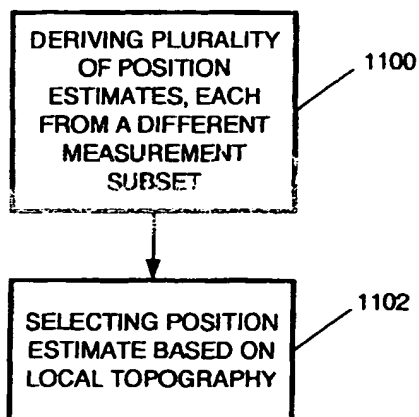 DERIVING PLURALITY
OF POSITION
ESTIMATES, EACH
FROM A DIFFERENT
MEASUREMENT
SUBSET
1100
SELECTING POSITION
ESTIMATE BASED ON
LOCAL TOPOGRAPHY
1102